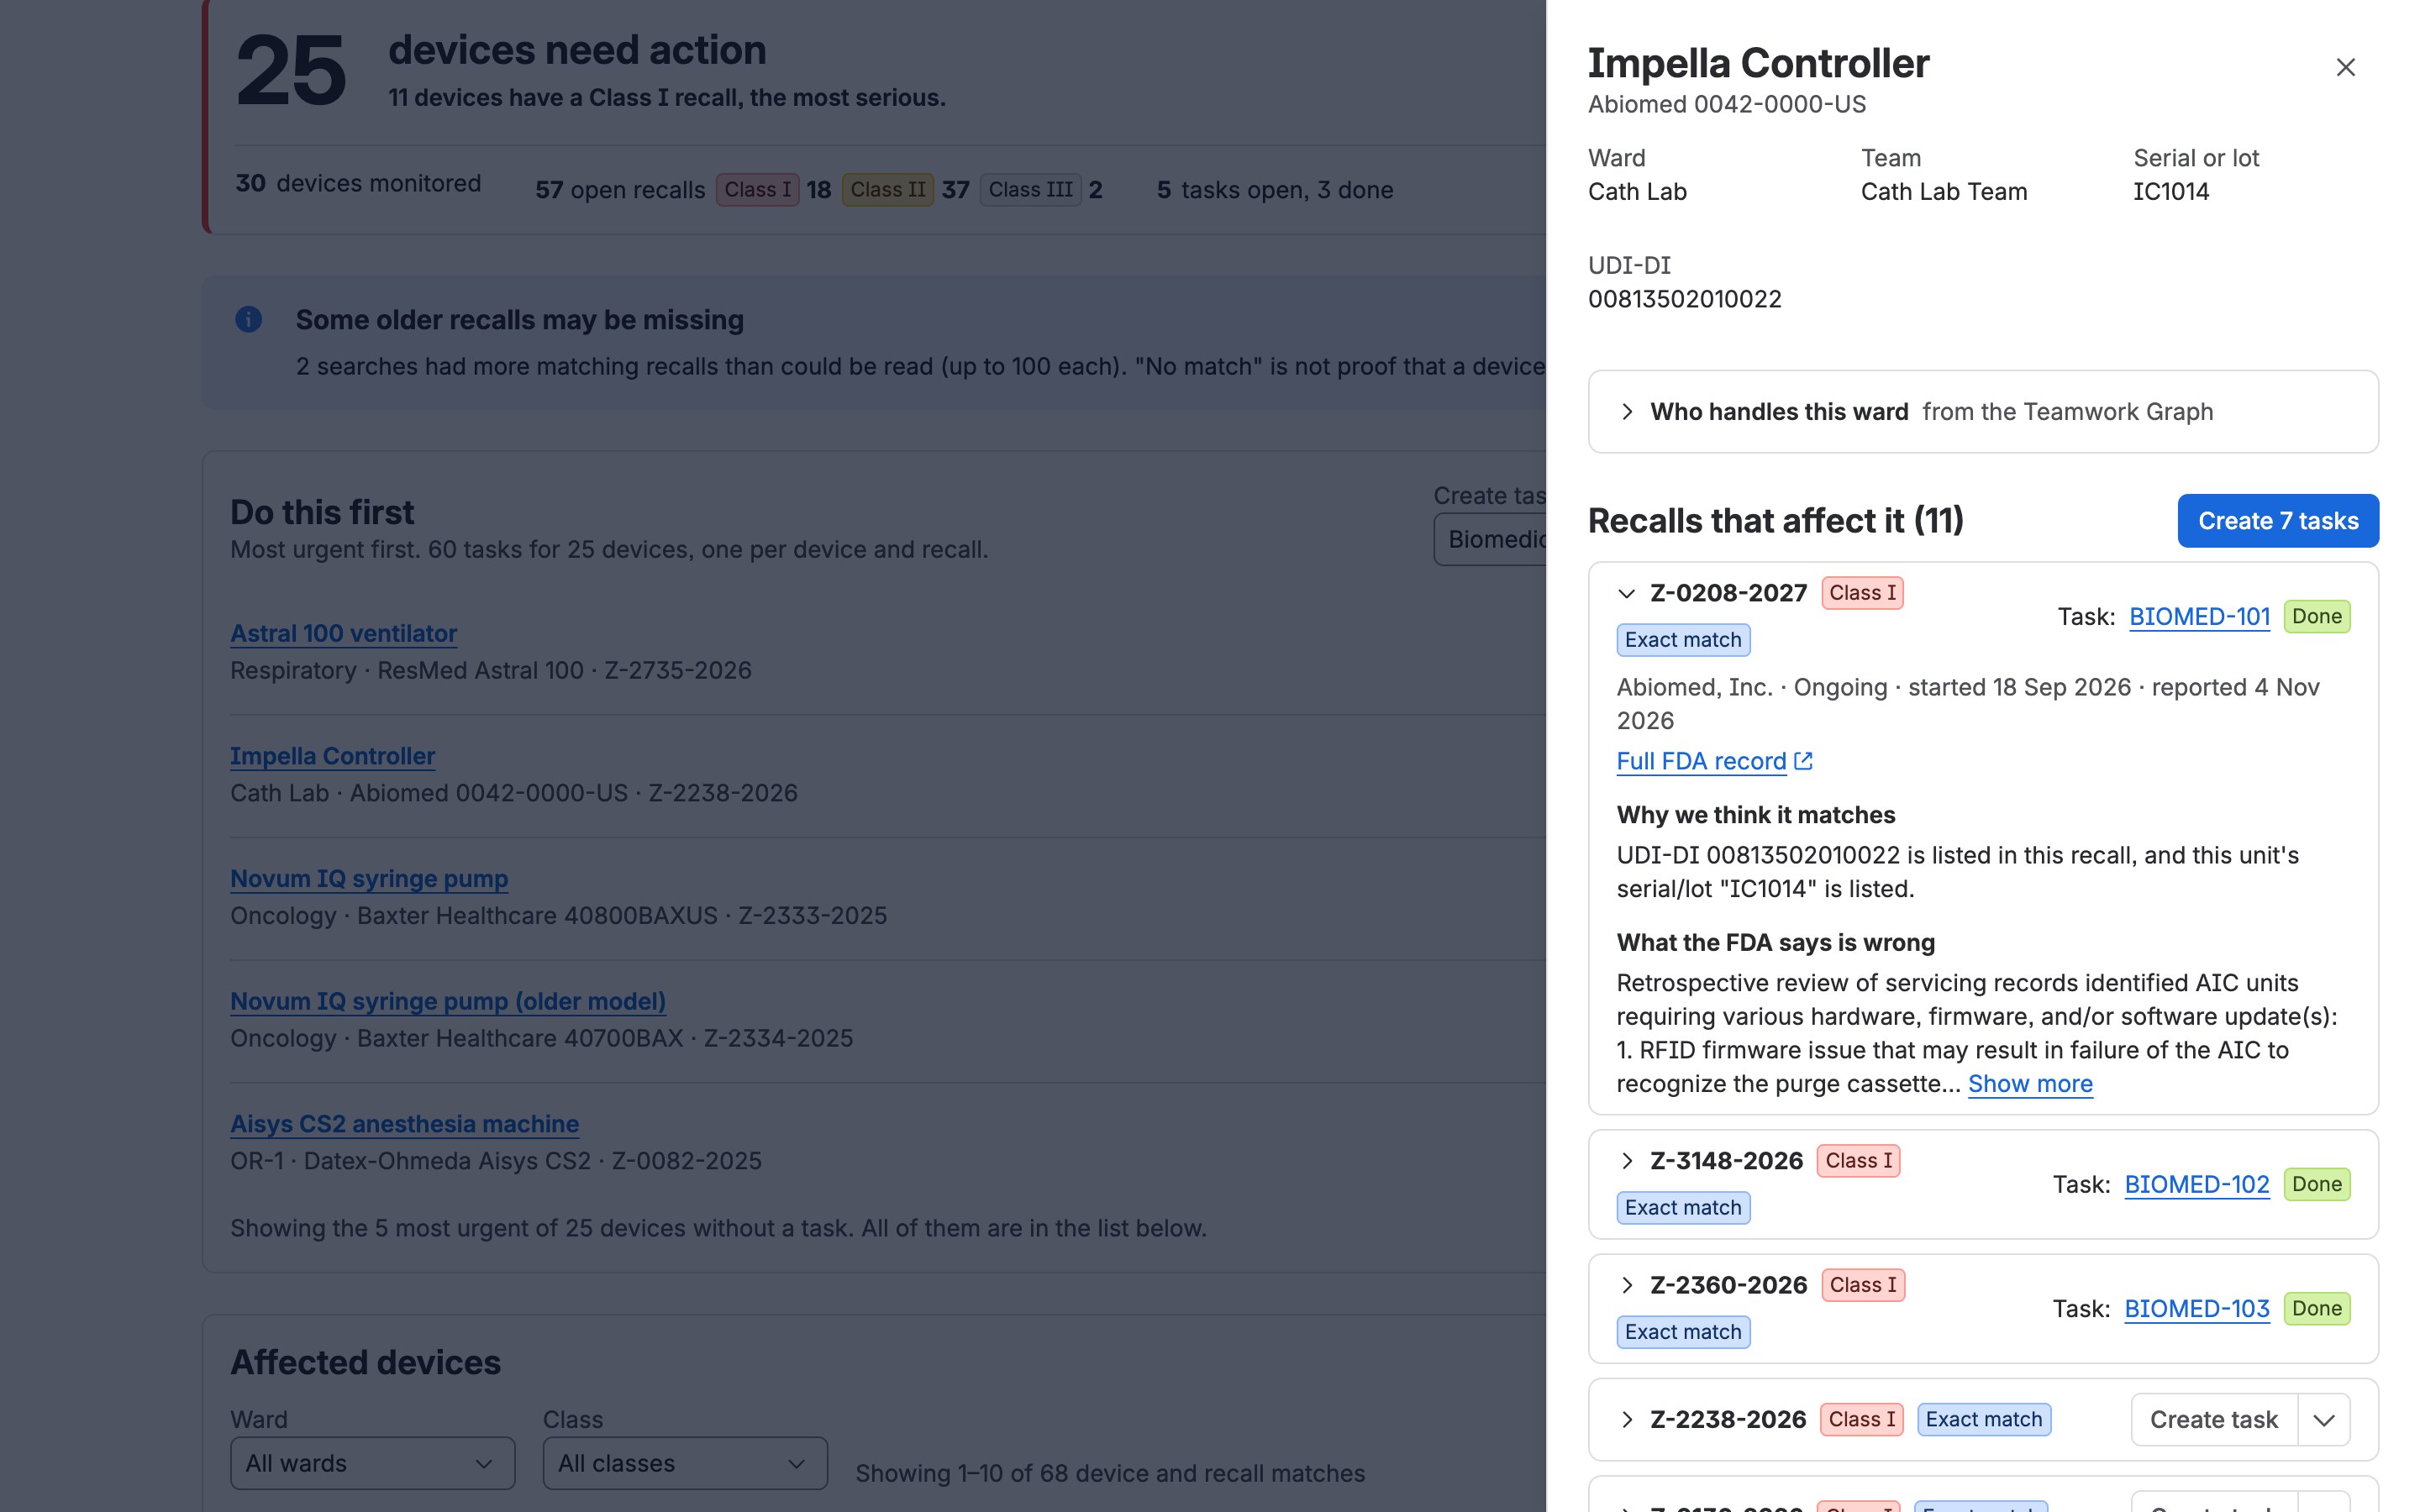 25
devices need action
11 devices have a Class I recall, the most serious.
30 devices monitored
57 open recalls Class I 18 Class II 37 Class III 2
5 tasks open, 3 done
Some older recalls may be missing
2 searches had more matching recalls than could be read (up to 100 each). "No match" is not proof that a device
Do this first
Most urgent first. 60 tasks for 25 devices, one per device and recall.
Create tas
Biomedic
Astral 100 ventilator
Respiratory · ResMed Astral 100 · Z-2735-2026
Impella Controller
Cath Lab · Abiomed 0042-0000-US · Z-2238-2026
Novum IQ syringe pump
Oncology · Baxter Healthcare 40800BAXUS · Z-2333-2025
Novum IQ syringe pump (older model)
Oncology · Baxter Healthcare 40700BAX · Z-2334-2025
Aisys CS2 anesthesia machine
OR-1 · Datex-Ohmeda Aisys CS2 · Z-0082-2025
Showing the 5 most urgent of 25 devices without a task. All of them are in the list below.
Affected devices
Ward
All wards
Class
All classes
Showing 1–10 of 68 device and recall matches
Impella Controller
Abiomed 0042-0000-US
Ward
Cath Lab
Team
Cath Lab Team
Serial or lot
IC1014
UDI-DI
00813502010022
Who handles this ward from the Teamwork Graph
Recalls that affect it (11)
Create 7 tasks
Z-0208-2027 Class I
Exact match
Task: BIOMED-101 Done
Abiomed, Inc. · Ongoing · started 18 Sep 2026 · reported 4 Nov
2026
Full FDA record
Why we think it matches
UDI-DI 00813502010022 is listed in this recall, and this unit's
serial/lot "IC1014" is listed.
What the FDA says is wrong
Retrospective review of servicing records identified AIC units
requiring various hardware, firmware, and/or software update(s):
1. RFID firmware issue that may result in failure of the AIC to
recognize the purge cassette... Show more
Z-3148-2026 Class I
Exact match
Task: BIOMED-102 Done
Z-2360-2026 Class I
Exact match
Task: BIOMED-103 Done
Z-2238-2026 Class I Exact match
Create task